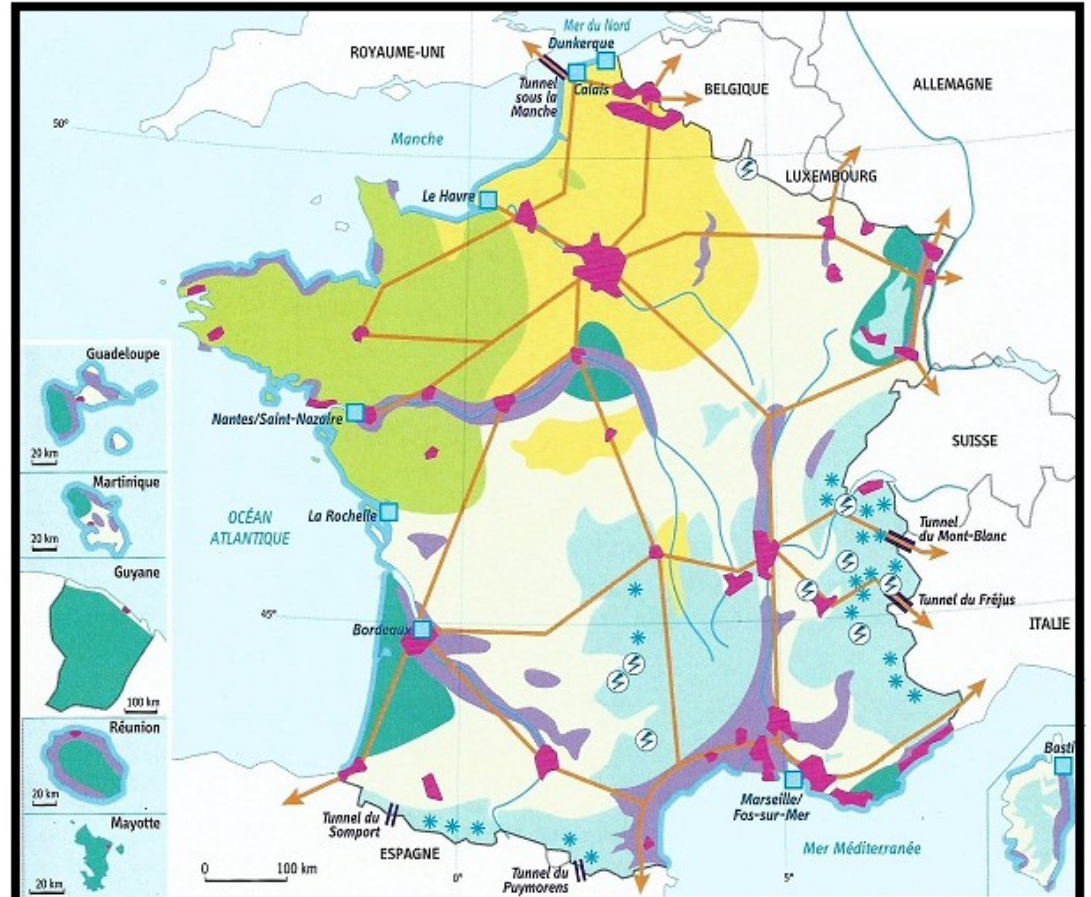 Mer du Nord
ROYAUME-UNI
Dunkerque
Tunnel
sous la
Manche
Calais
BELGIQUE
ALLEMAGNE
50°
Manche
LUXEMBOURG
Le Havre
Guadeloupe
20 km
Nantes/Saint-Nazaire
SUISSE
Martinique
20 km
OCÉAN
ATLANTIQUE
La Rochelle
Tunnel
du Mont-Blanc
Guyane
100 km
45°
Bordeaux
Tunnel du Fréjus
ITALIE
Réunion
20 km
Basti
Mayotte
20 km
Marseille/
Fos-sur-Mer
Tunnel du
Somport
ESPAGNE
Mer Méditerranée
0 100 km
0°
Tunnel du
Puymorens
5°